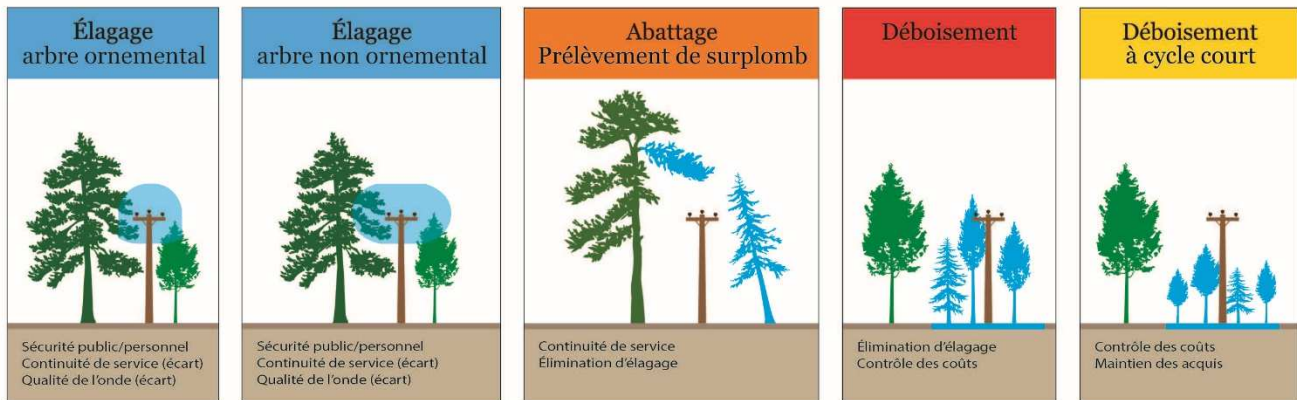 Élagage
arbre ornemental
Sécurité public/personnel
Continuité de service (écart)
Qualité de l'onde (écart)
Élagage
arbre non ornemental
Sécurité public/personnel
Continuité de service (écart)
Qualité de l'onde (écart)
Abattage
Prélèvement de surplomb
Continuité de service
Élimination d'élagage
Déboisement
Élimination d'élagage
Contrôle des coûts
Déboisement
à cycle court
Contrôle des coûts
Maintien des acquis